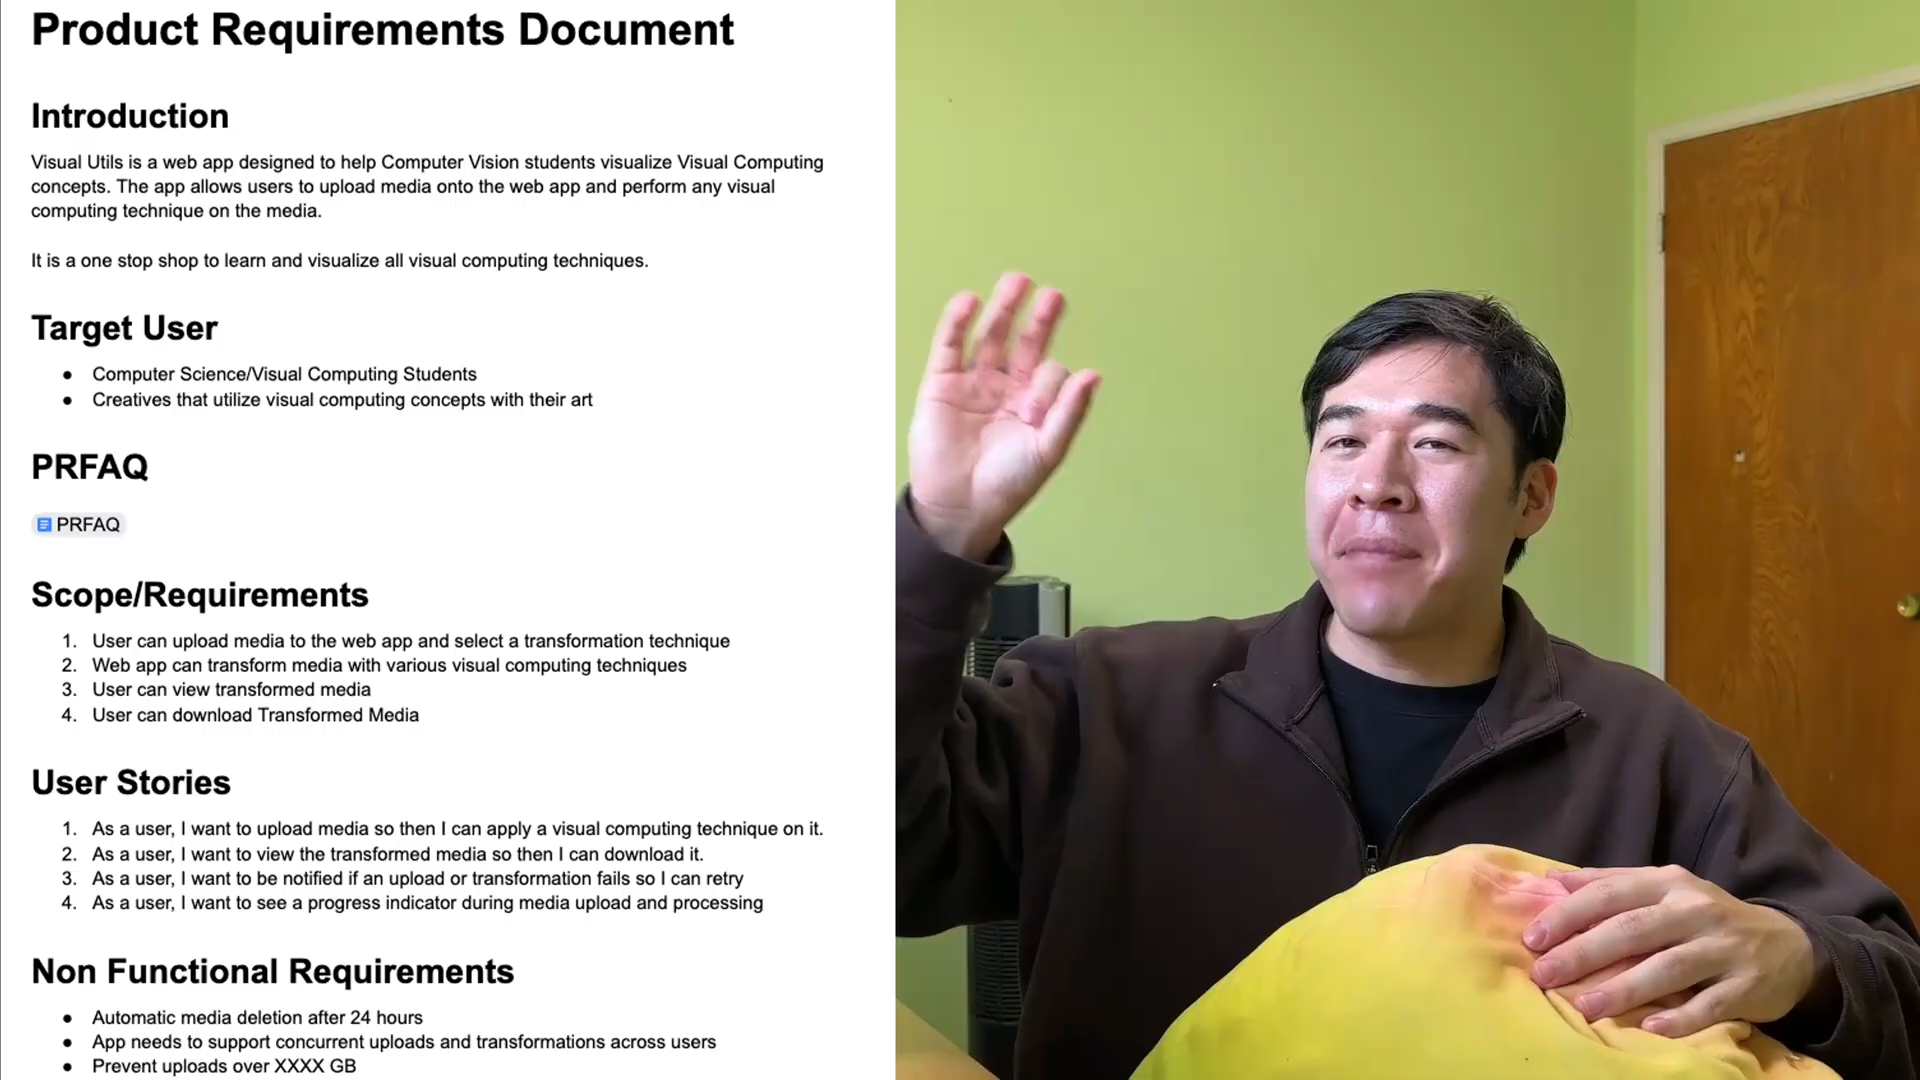 Product Requirements Document
Introduction
Visual Utils is a web app designed to help Computer Vision students visualize Visual Computing
concepts. The app allows users to upload media onto the web app and perform any visual
computing technique on the media.
It is a one stop shop to learn and visualize all visual computing techniques.
Target User
● Computer Science/Visual Computing Students
● Creatives that utilize visual computing concepts with their art
PRFAQ
PRFAQ
Scope/Requirements
1. User can upload media to the web app and select a transformation technique
2. Web app can transform media with various visual computing techniques
3. User can view transformed media
4. User can download Transformed Media
User Stories
1. As a user, I want to upload media so then I can apply a visual computing technique on it.
2. As a user, I want to view the transformed media so then I can download it.
3. As a user, I want to be notified if an upload or transformation fails so I can retry
4. As a user, I want to see a progress indicator during media upload and processing
Non Functional Requirements
● Automatic media deletion after 24 hours
● App needs to support concurrent uploads and transformations across users
● Prevent uploads over XXXX GB